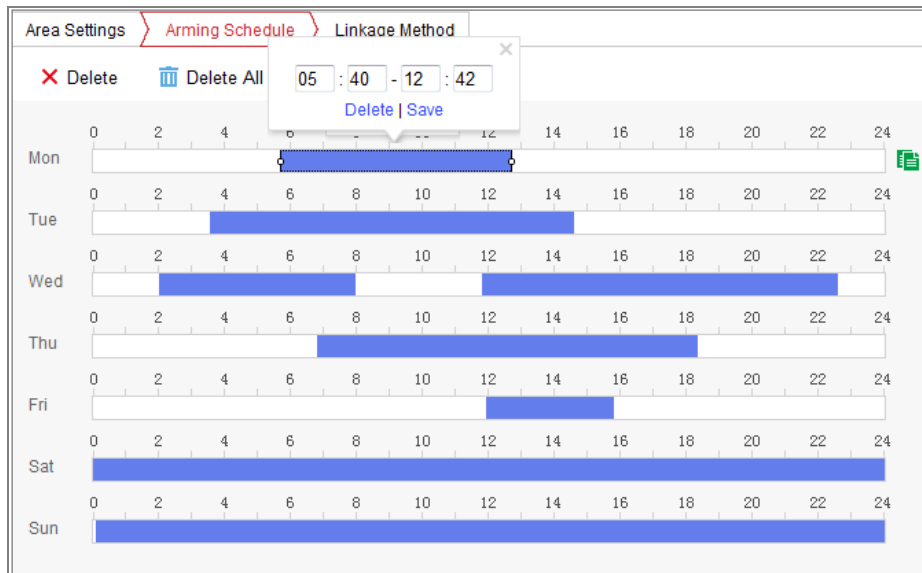 Area Settings Arming Schedule Linkage Method
Delete Delete All
05 : 40 - 12 : 42
Delete | Save
0 2 4 6 12 14 16 18 20 22 24
Mon
0 2 4 6 8 10 12 14 16 18 20 22 24
Tue
0 2 4 6 8 10 12 14 16 18 20 22 24
Wed
0 2 4 6 8 10 12 14 16 18 20 22 24
Thu
0 2 4 6 8 10 12 14 16 18 20 22 24
Fri
0 2 4 6 8 10 12 14 16 18 20 22 24
Sat
0 2 4 6 8 10 12 14 16 18 20 22 24
Sun